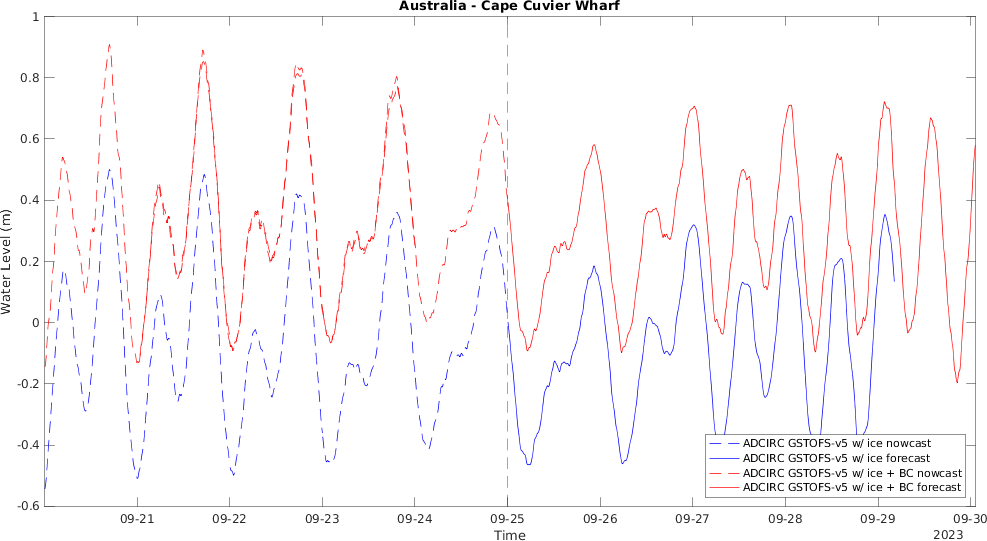 Australia - Cape Cuvier Wharf
Water Level (m)
1
0.8
0.6
0.4
0.2
0
-0.2
-0.4
-0.6
ADCIRC GSTOFS-v5 w/ ice nowcast
ADCIRC GSTOFS-v5 w/ ice forecast
ADCIRC GSTOFS-v5 w/ ice + BC nowcast
ADCIRC GSTOFS-v5 w/ ice + BC forecast
09-21 09-22 09-23 09-24 09-25 09-26 09-27 09-28 09-29 09-30
Time
2023